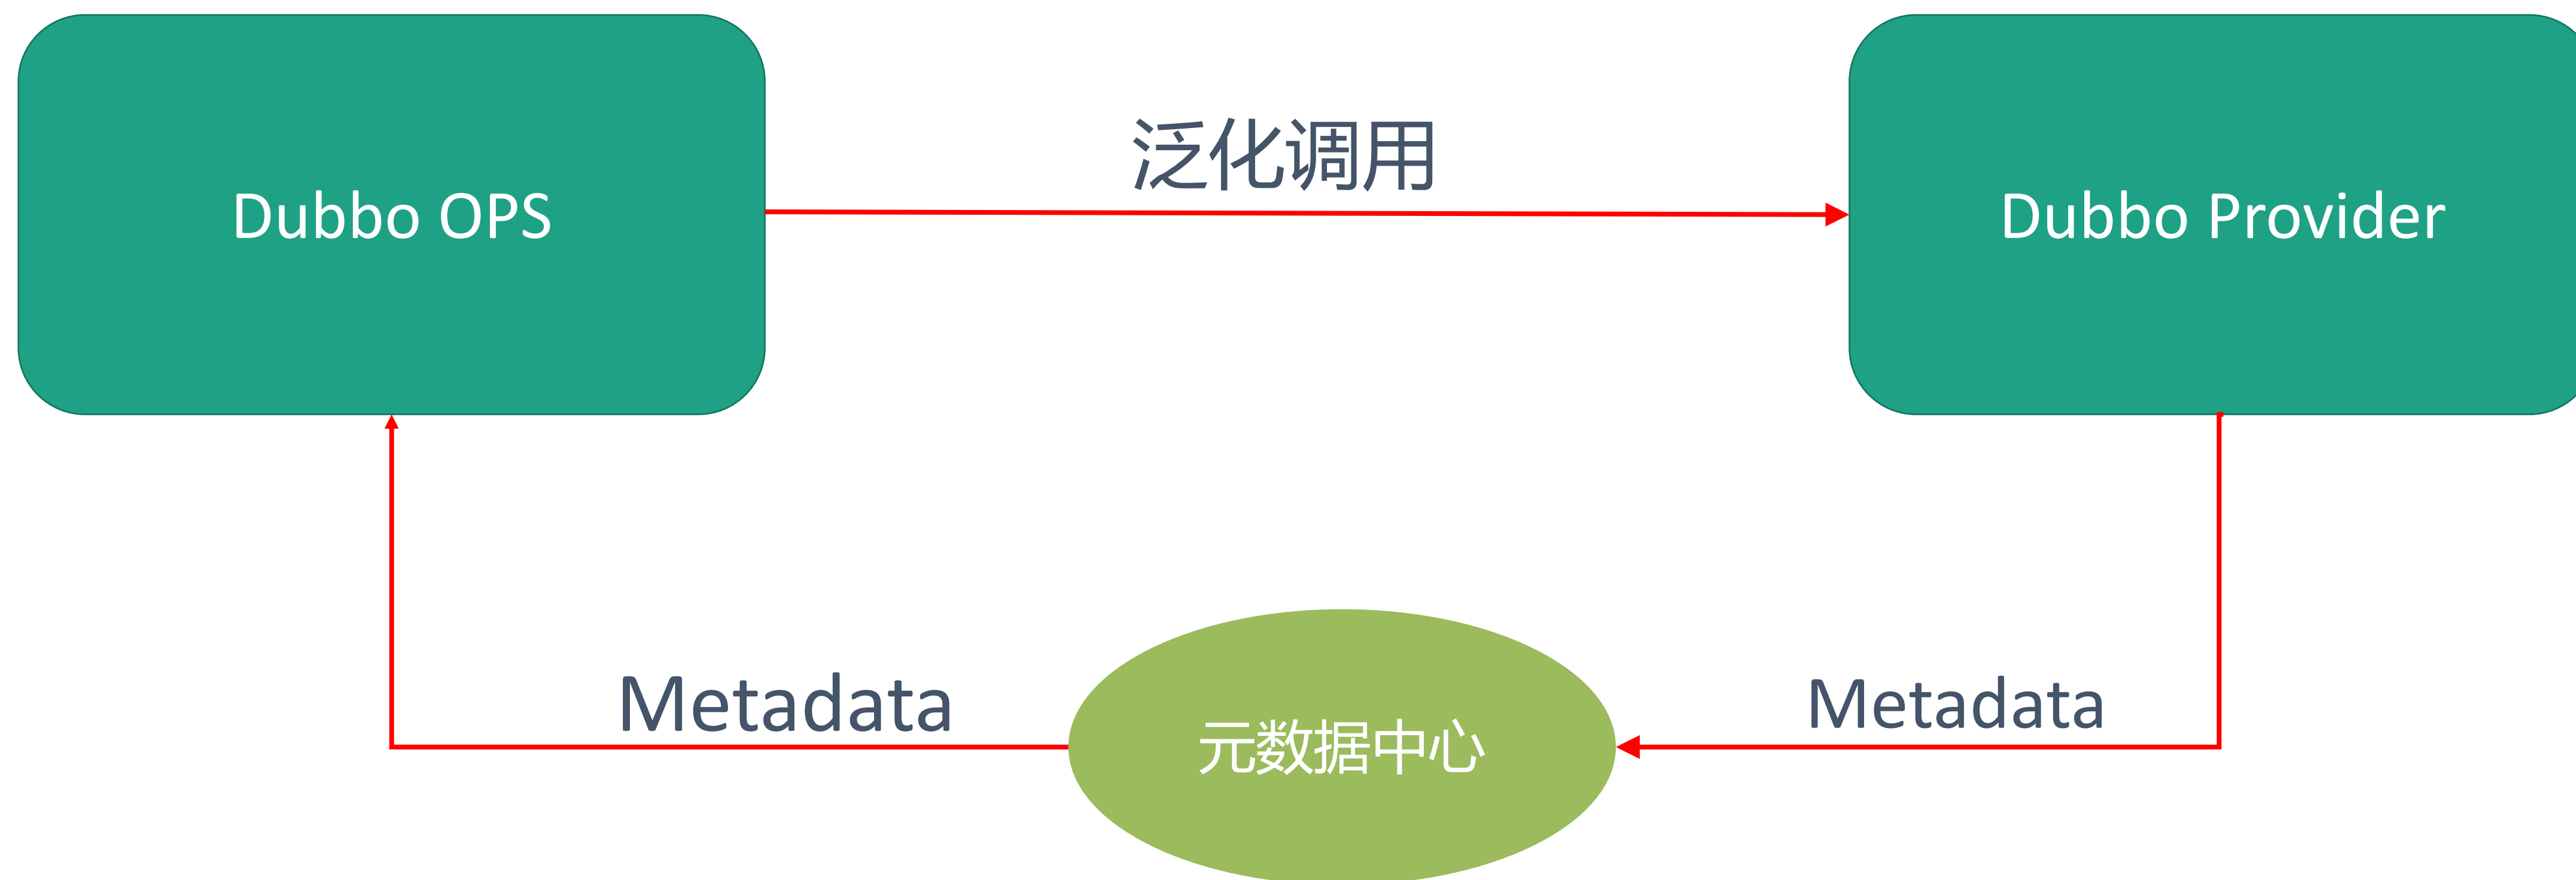 泛化调用
Dubbo OPS
Dubbo Provider
Metadata
Metadata
元数据中心